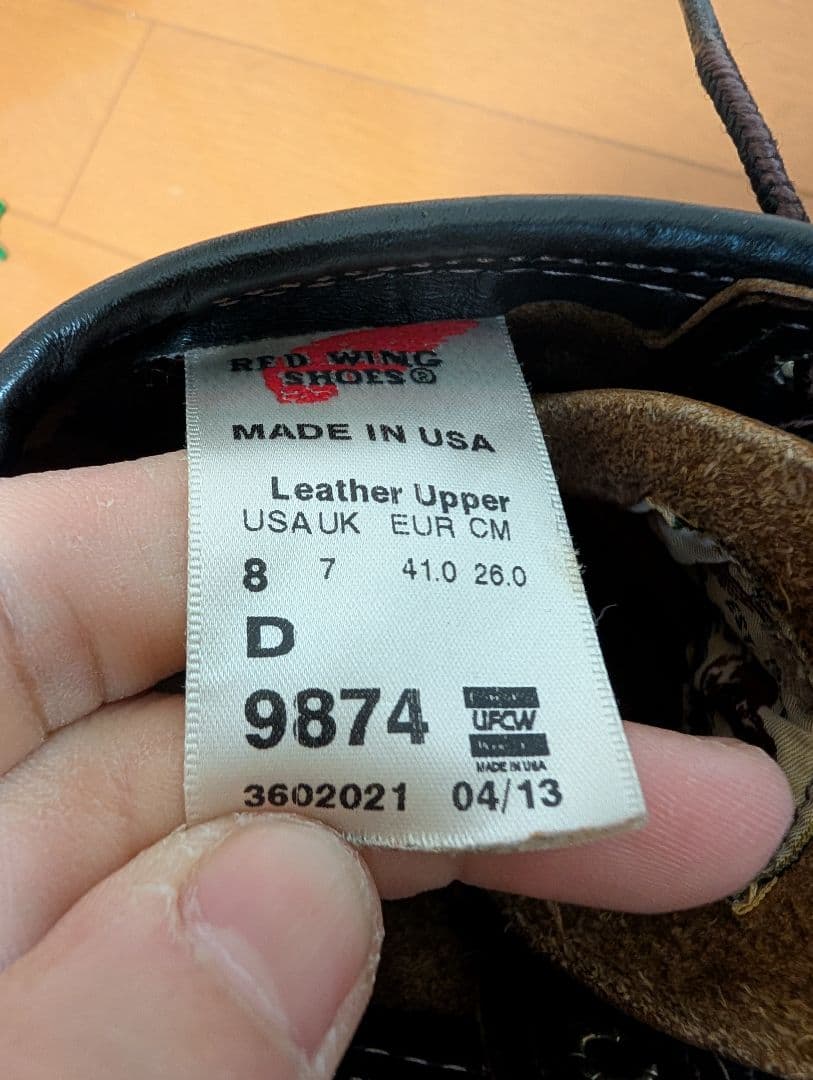 RED WING
SHOES®
MADE IN USA
Leather Upper
USA UK EUR CM
8 7 41.0 26.0
D
9874
UFCW
MADE IN USA
3602021 04/13